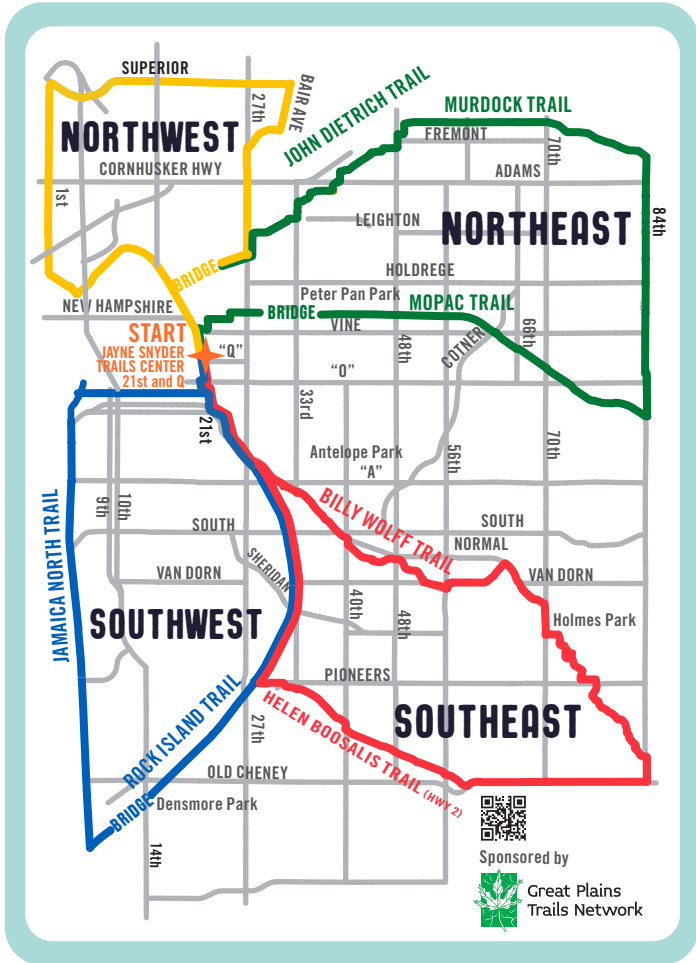 SUPERIOR
BAIR AVE
27th
JOHN DIETRICH TRAIL
MURDOCK TRAIL
FREMONT
70th
NORTHWEST
CORNHUSKER HWY
ADAMS
1st
LEIGHTON
NORTHEAST
84th
HOLDREGE
BRIDGE
Peter Pan Park
MOPAC TRAIL
NEW HAMPSHIRE
BRIDGE
VINE
START
JAYNE SNYDER
TRAILS CENTER
21st and Q
"Q"
48th
COTNER
66th
"O"
33rd
21st
Antelope Park
"A"
56th
70th
9th
10th
BILLY WOLFF TRAIL
SOUTH
SOUTH
NORMAL
JAMAICA NORTH TRAIL
VAN DORN
SHERIDAN
VAN DORN
40th
48th
SOUTHWEST
Holmes Park
PIONEERS
ROCK ISLAND TRAIL
27th
HELEN BOOSALIS TRAIL (HWY 2)
SOUTHEAST
OLD CHENEY
BRIDGE
Densmore Park
14th
Sponsored by
Great Plains
Trails Network